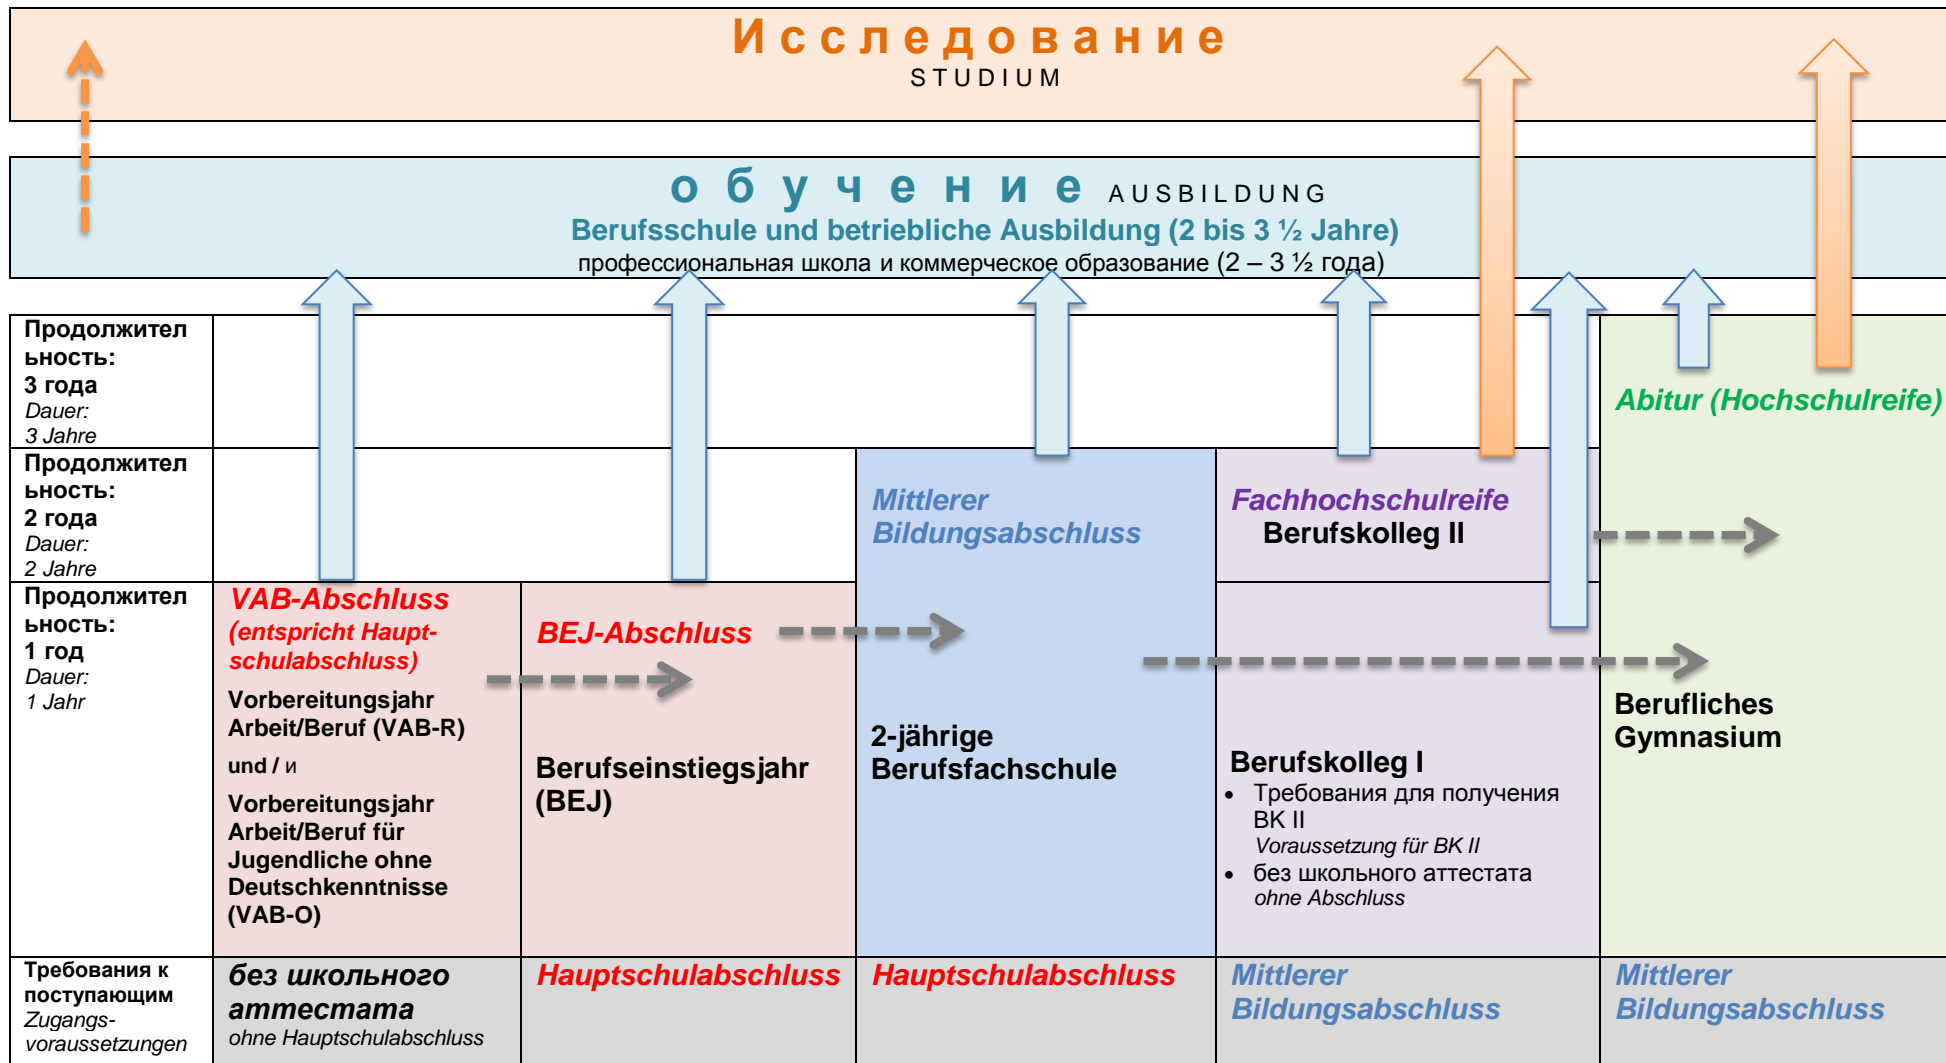 Исследование
STUDIUM
обучение AUSBILDUNG
Berufsschule und betriebliche Ausbildung (2 bis 3 ½ Jahre)
профессиональная школа и коммерческое образование (2 – 3 ½ года)
Продолжител
ьность:
3 года
Dauer:
3 Jahre
Abitur (Hochschulreife)
Продолжител
ьность:
2 года
Dauer:
2 Jahre
Mittlerer
Bildungsabschluss
Fachhochschulreife
Berufskolleg II
Продолжител
ьность:
1 год
Dauer:
1 Jahr
VAB-Abschluss
(entspricht Haupt-
schulabschluss)
Vorbereitungsjahr
Arbeit/Beruf (VAB-R)
und / и
Vorbereitungsjahr
Arbeit/Beruf für
Jugendliche ohne
Deutschkenntnisse
(VAB-O)
BEJ-Abschluss
Berufseinstiegsjahr
(BEJ)
2-jährige
Berufsfachschule
Berufskolleg I
• Требования для получения
BK II
Voraussetzung für BK II
• без школьного аттестата
ohne Abschluss
Berufliches
Gymnasium
Требования к
поступающим
Zugangs-
voraussetzungen
без школьного
аттестата
ohne Hauptschulabschluss
Hauptschulabschluss
Hauptschulabschluss
Mittlerer
Bildungsabschluss
Mittlerer
Bildungsabschluss